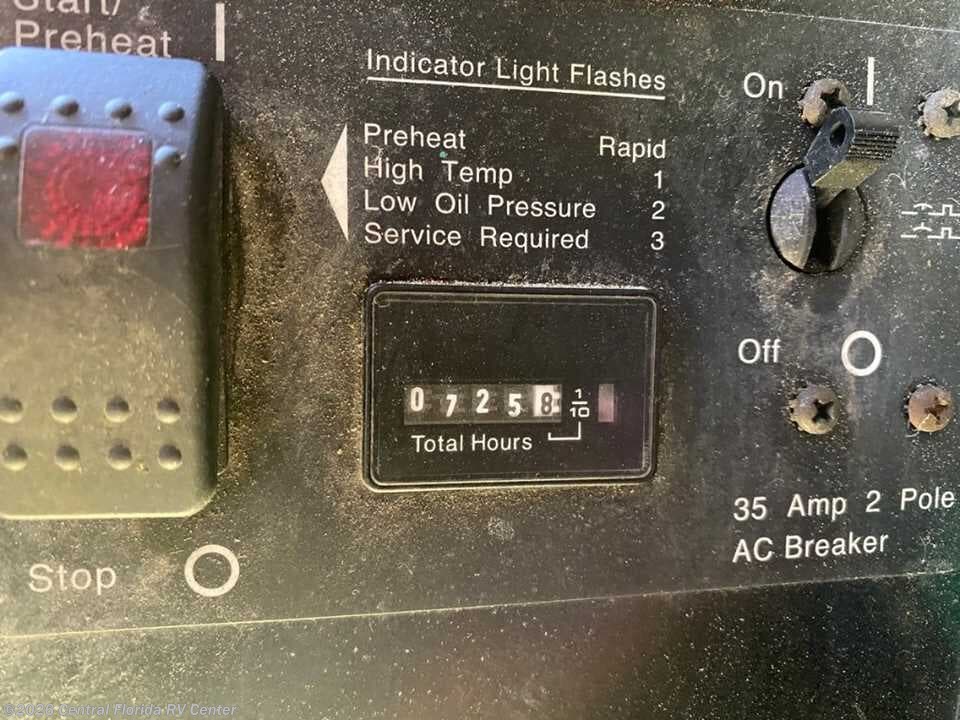 Start/
Preheat
Indicator Light Flashes
Preheat Rapid
High Temp 1
Low Oil Pressure 2
Service Required 3
On
Off
0 7 2 5 8 1/10
Total Hours
35 Amp 2 Pole
AC Breaker
Stop
Central Florida RV Center